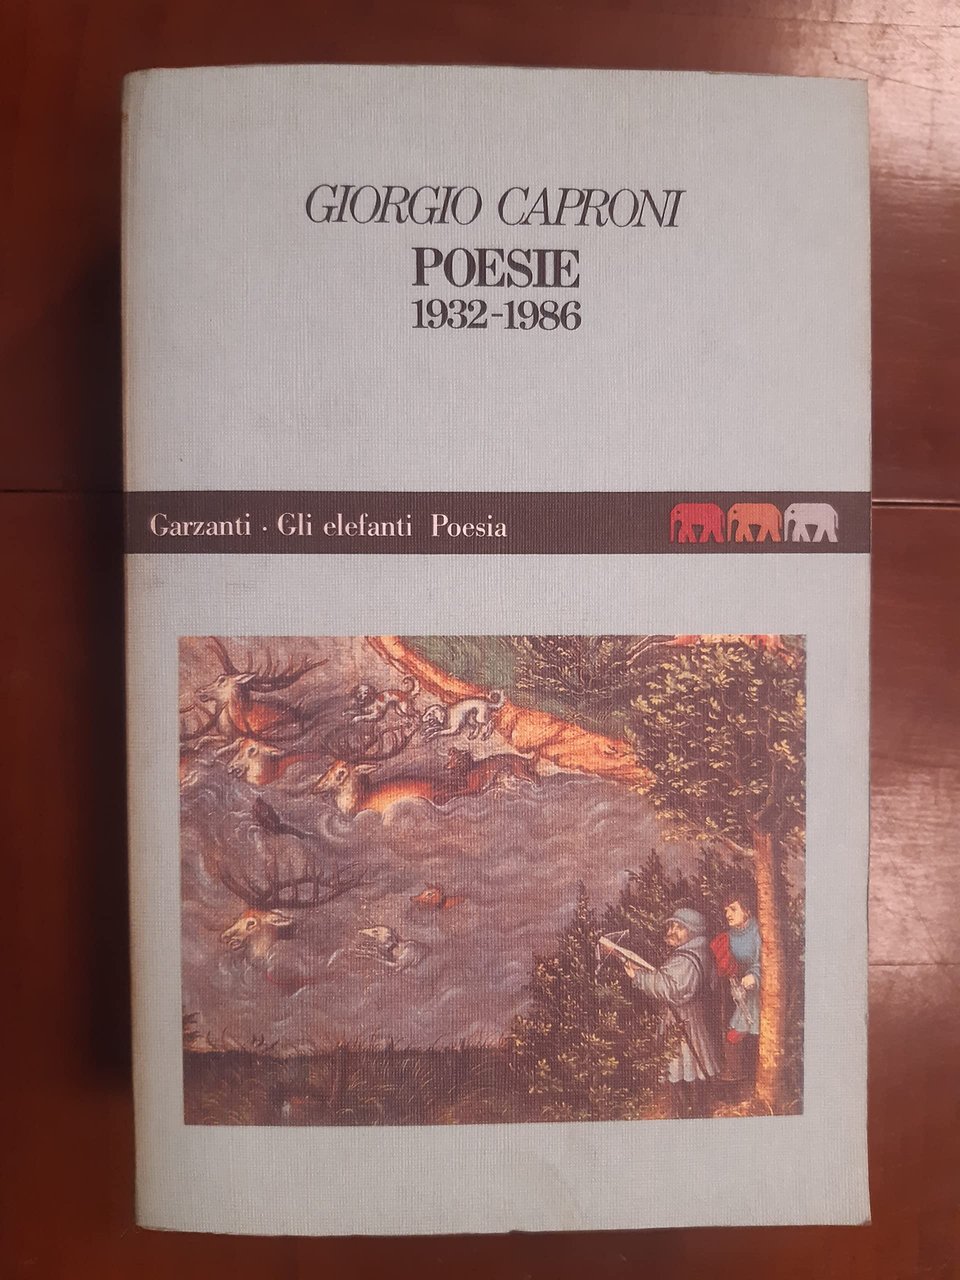 GIORGIO CAPRONI
POESIE
1932-1986
Garzanti · Gli elefanti Poesia